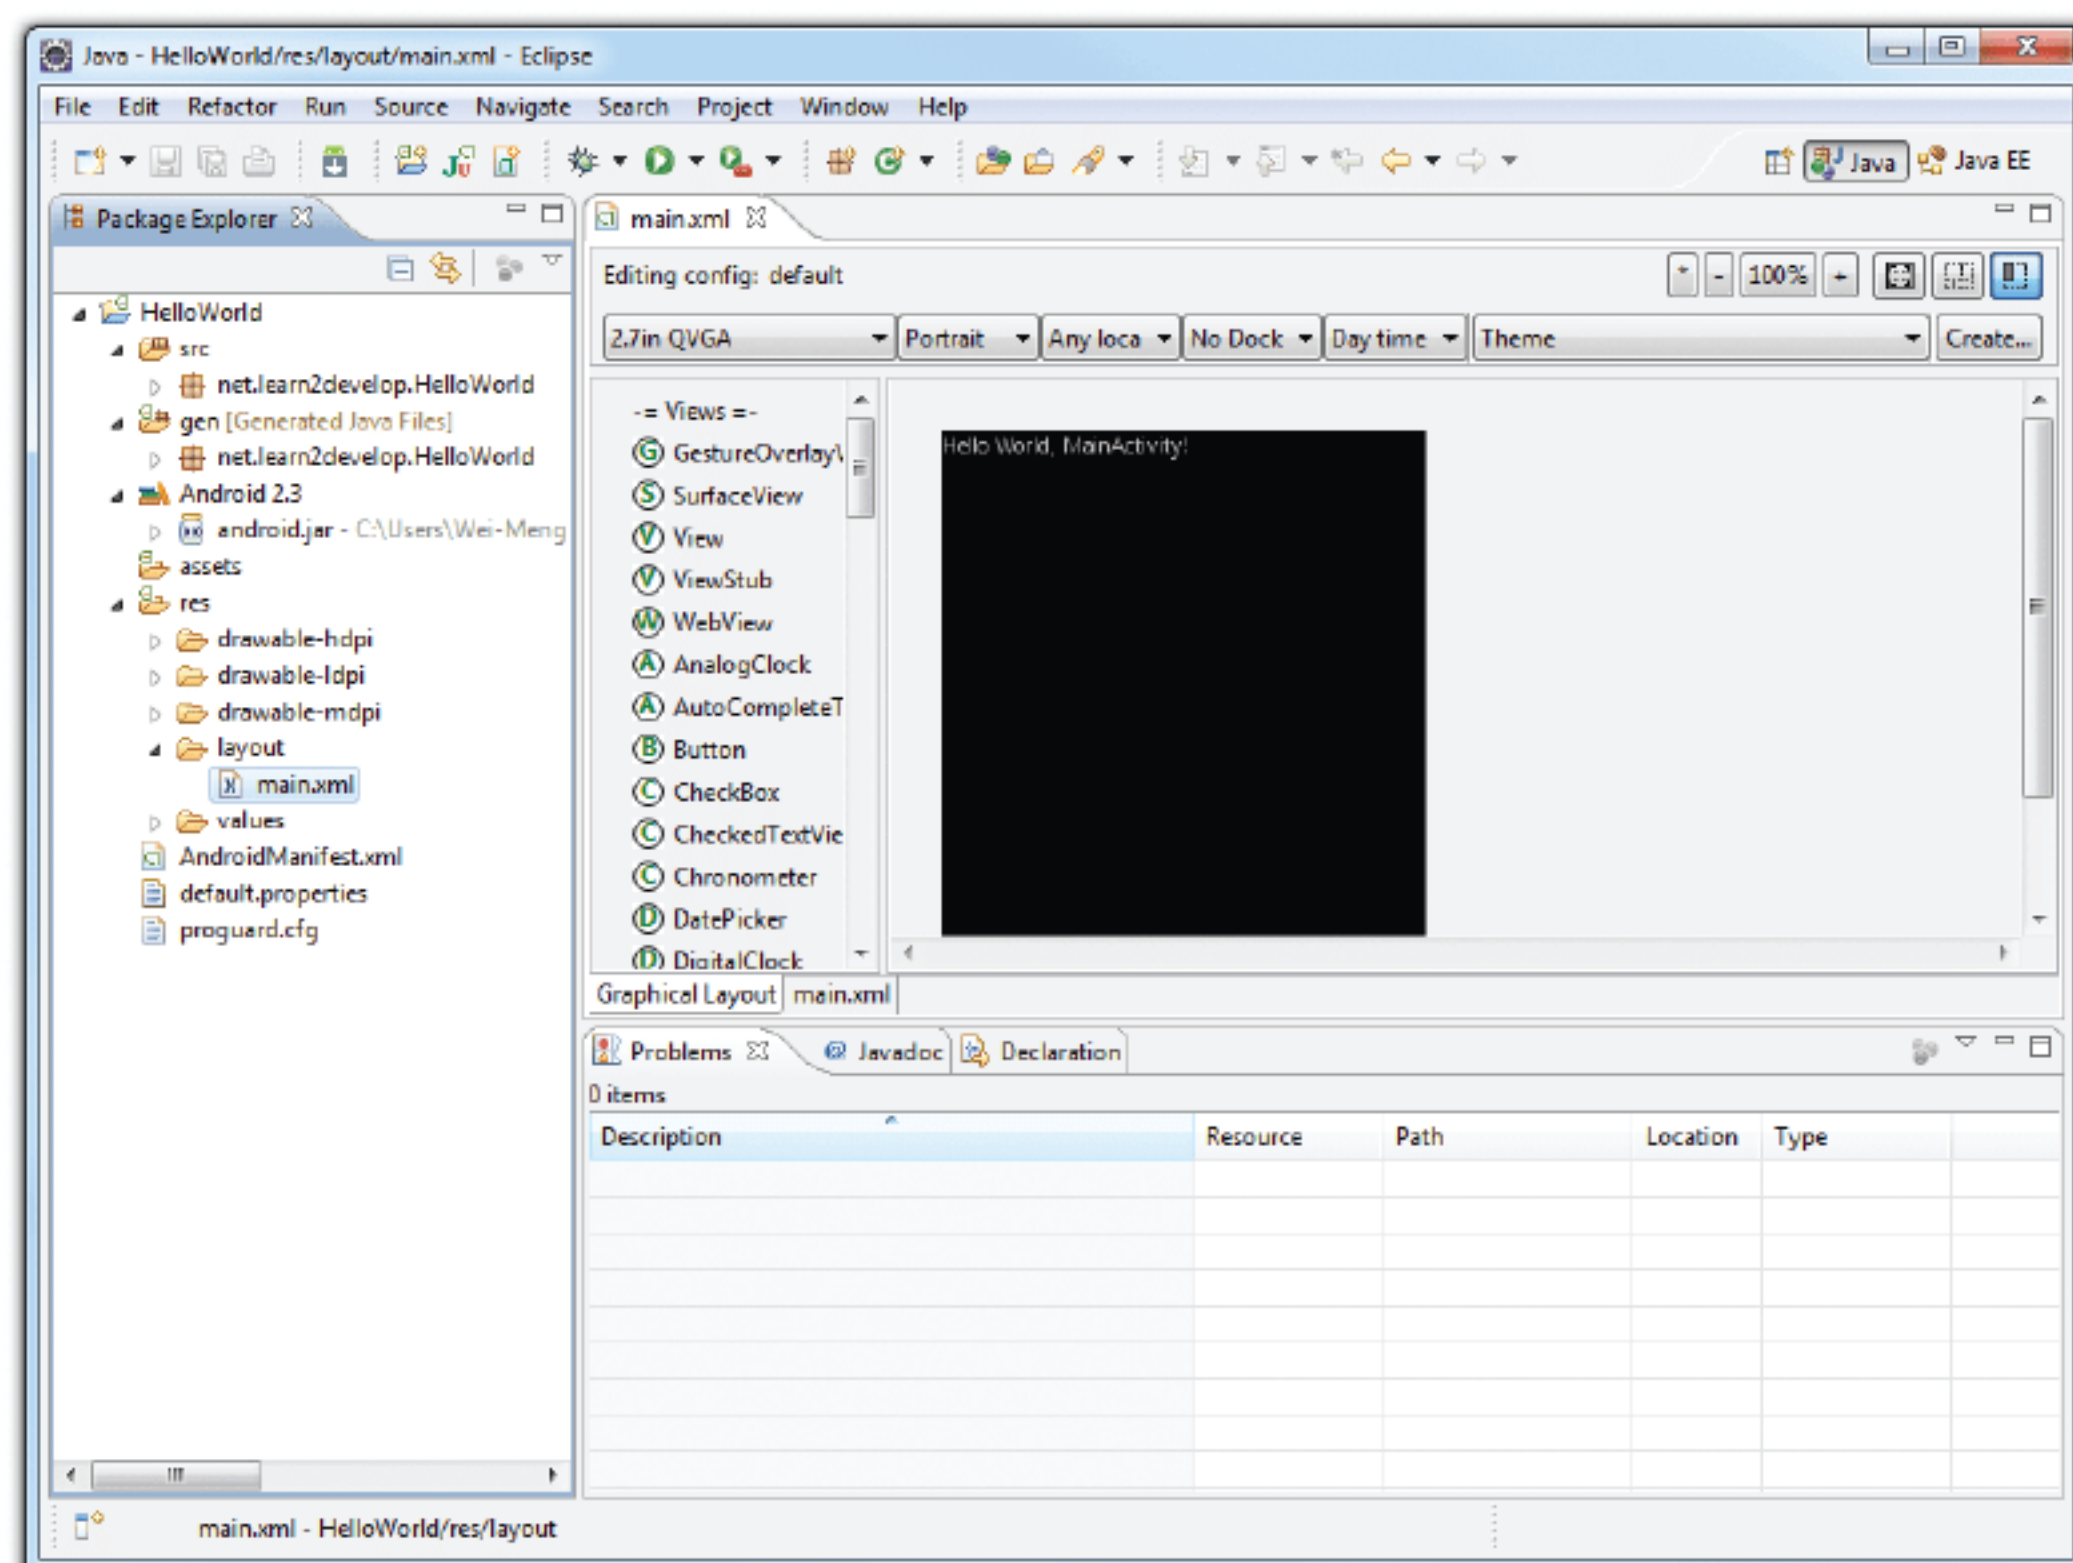 Java - HelloWorld/res/layout/main.xml - Eclipse
File Edit Refactor Run Source Navigate Search Project Window Help
Java Java EE
Package Explorer
HelloWorld
src
net.learn2develop.HelloWorld
gen [Generated Java Files]
net.learn2develop.HelloWorld
Android 2.3
android.jar - C:\Users\Wei-Meng
assets
res
drawable-hdpi
drawable-ldpi
drawable-mdpi
layout
main.xml
values
AndroidManifest.xml
default.properties
proguard.cfg
main.xml
Editing config: default
100%
2.7in QVGA Portrait Any loca No Dock Day time Theme Create...
-= Views =-
GestureOverlayV
SurfaceView
View
ViewStub
WebView
AnalogClock
AutoCompleteT
Button
CheckBox
CheckedTextVie
Chronometer
DatePicker
DigitalClock
Hello World, MainActivity!
Graphical Layout main.xml
Problems Javadoc Declaration
0 items
Description Resource Path Location Type
main.xml - HelloWorld/res/layout